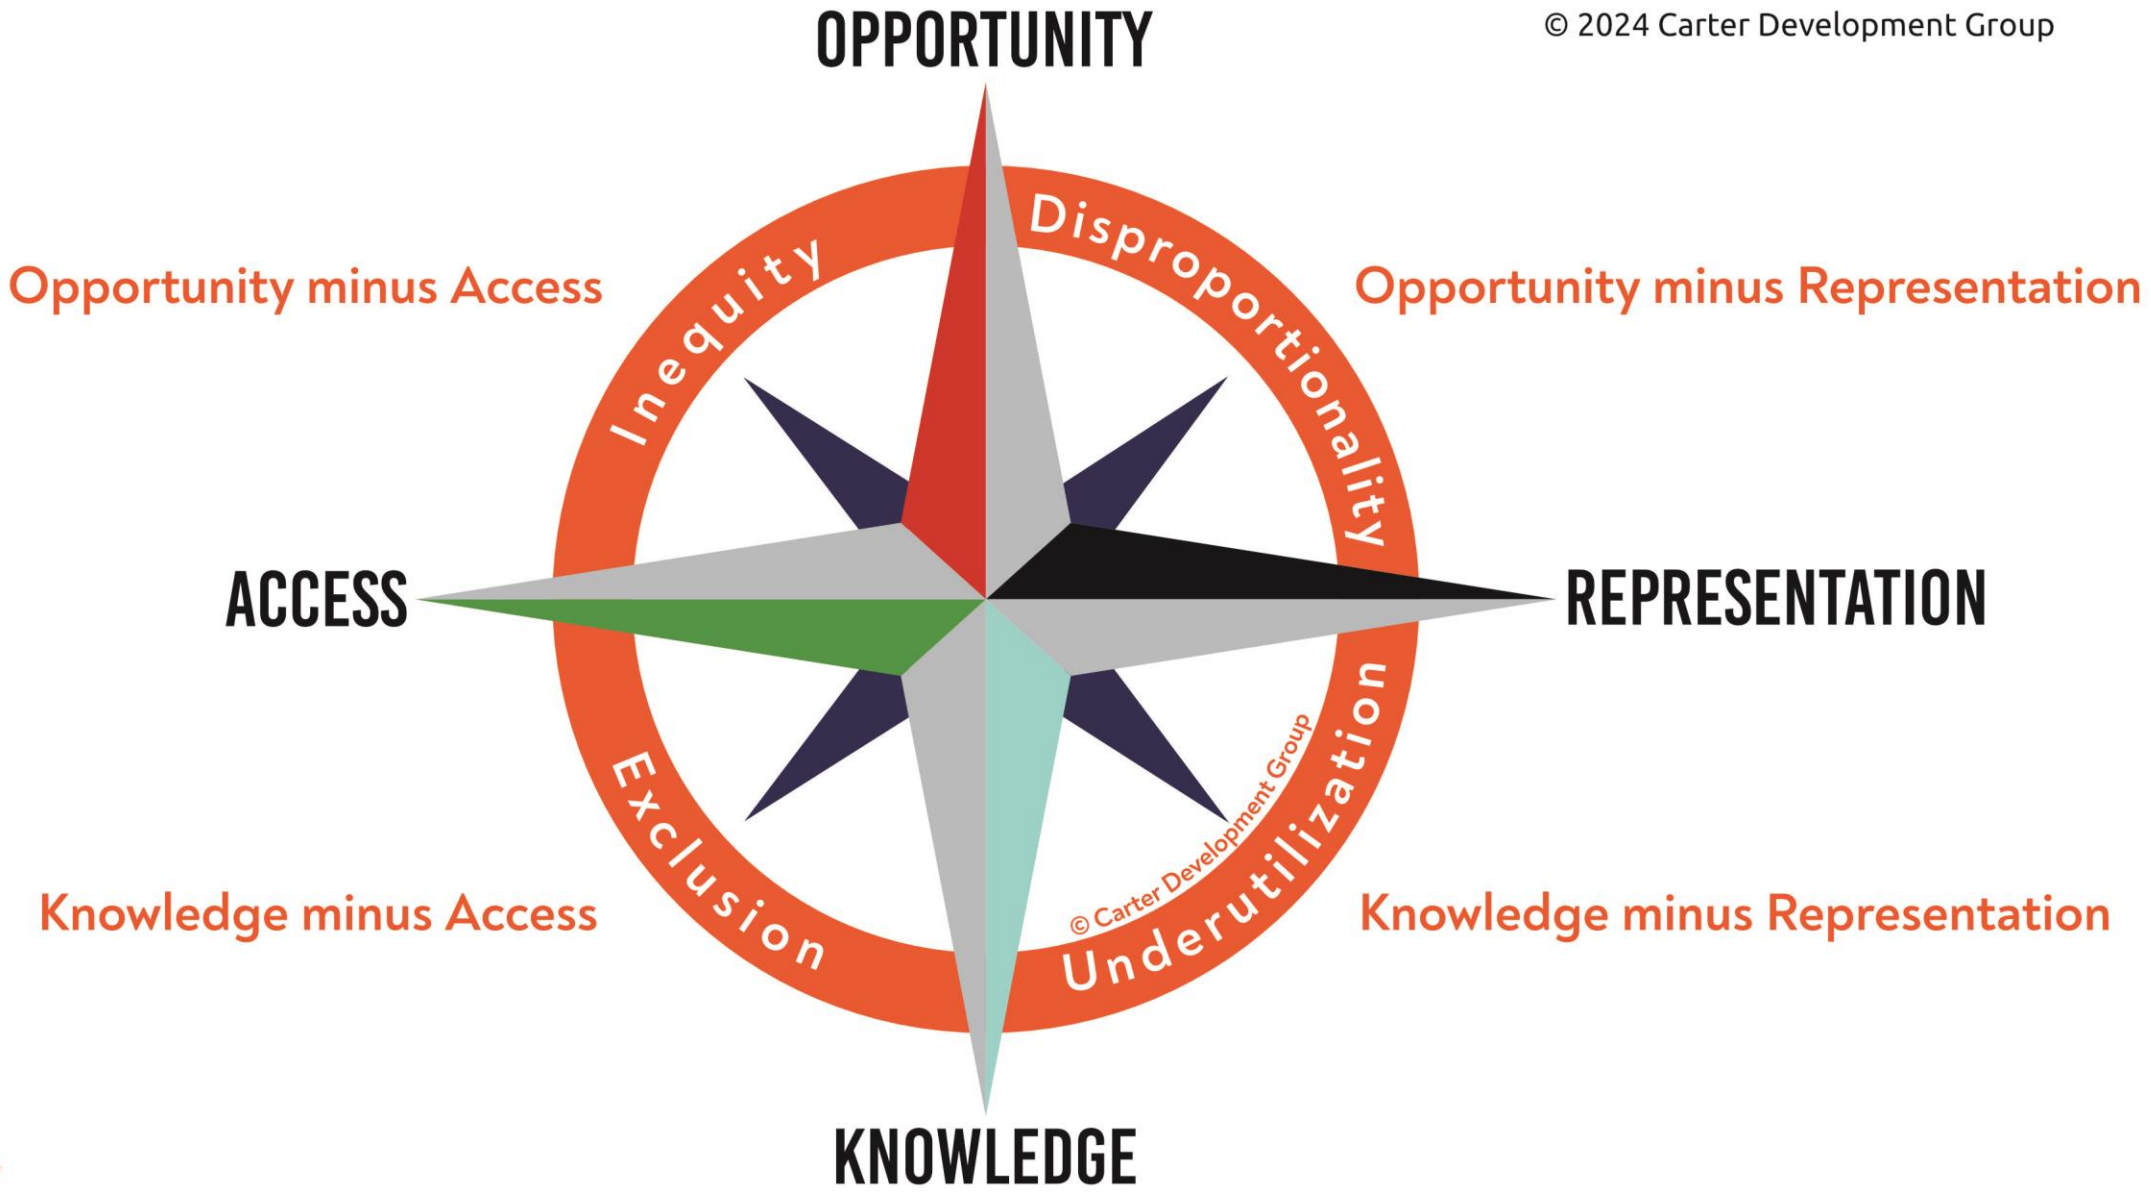 OPPORTUNITY
© 2024 Carter Development Group
Opportunity minus Access
Inequity
Disproportionality
Opportunity minus Representation
ACCESS
REPRESENTATION
Knowledge minus Access
Exclusion
© Carter Development Group
Underutilization
Knowledge minus Representation
KNOWLEDGE